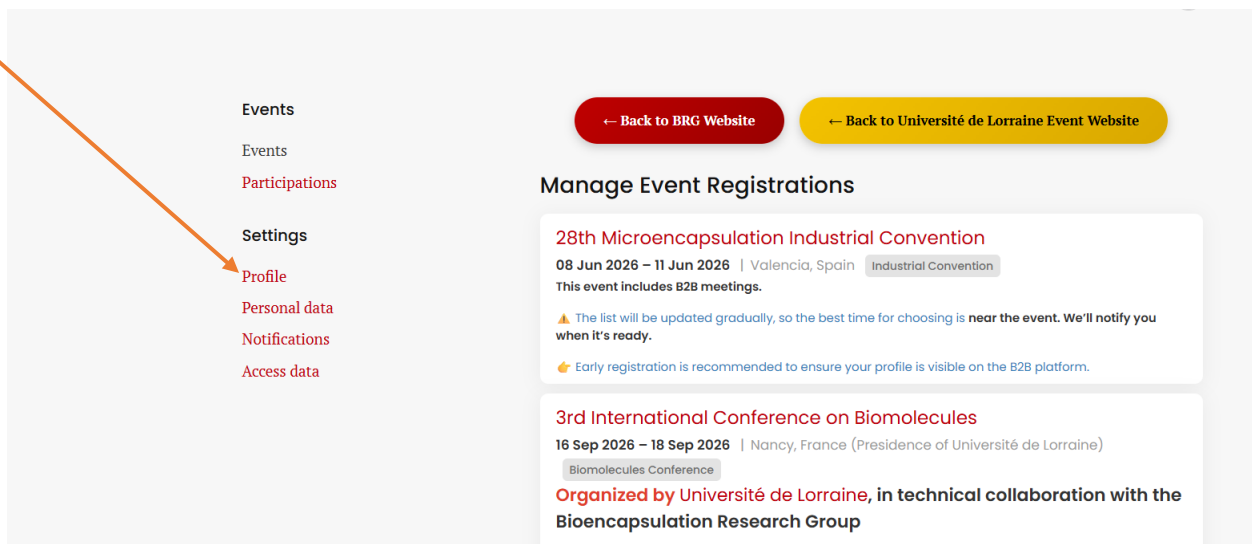 Events
Events
Participations
Settings
Profile
Personal data
Notifications
Access data
← Back to BRG Website
← Back to Université de Lorraine Event Website
Manage Event Registrations
28th Microencapsulation Industrial Convention
08 Jun 2026 – 11 Jun 2026 | Valencia, Spain Industrial Convention
This event includes B2B meetings.
⚠️ The list will be updated gradually, so the best time for choosing is near the event. We’ll notify you
when it’s ready.
👉 Early registration is recommended to ensure your profile is visible on the B2B platform.
3rd International Conference on Biomolecules
16 Sep 2026 – 18 Sep 2026 | Nancy, France (Presidence of Université de Lorraine)
Biomolecules Conference
Organized by Université de Lorraine, in technical collaboration with the
Bioencapsulation Research Group